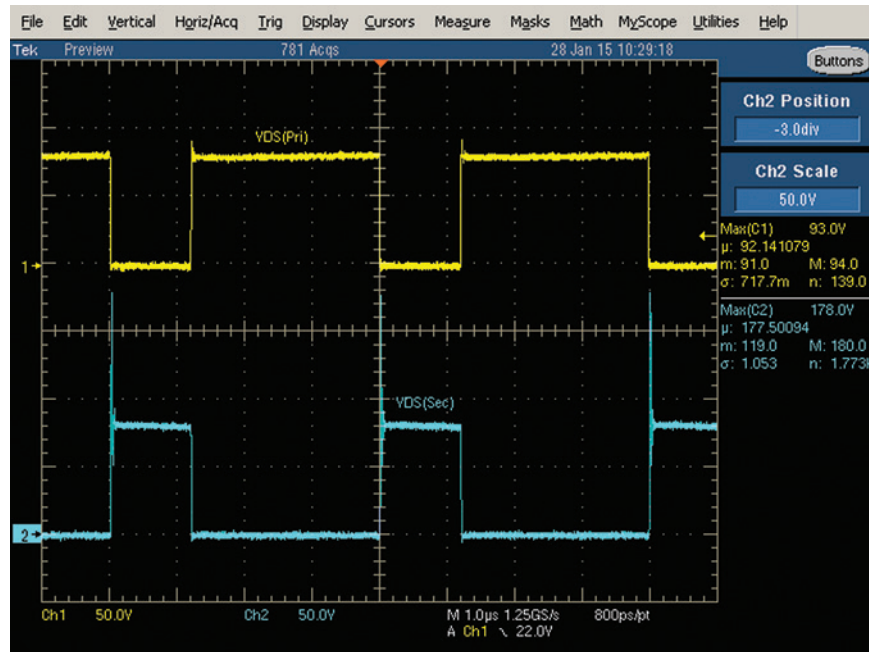 File Edit Vertical Horiz/Acq Trig Display Cursors Measure Masks Math MyScope Utilities Help
Tek Preview 781 Acqs 28 Jan 15 10:29:18
Buttons
Ch2 Position
-3.0div
Ch2 Scale
50.0V
VDS(Pri)
1
Max(C1) 93.0V
µ: 92.141079
m: 91.0 M: 94.0
σ: 717.7m n: 139.0
Max(C2) 178.0V
µ: 177.50094
m: 119.0 M: 180.0
σ: 1.053 n: 1.773k
VDS(Sec)
2
Ch1 50.0V Ch2 50.0V M 1.0µs 1.25GS/s 800ps/pt
A Ch1 \ 22.0V